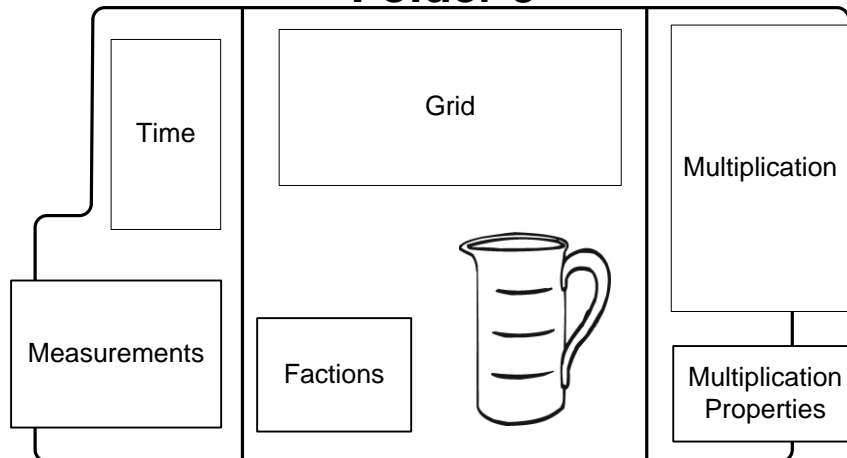 Time
Grid
Multiplication
Measurements
Factions
Multiplication
Properties